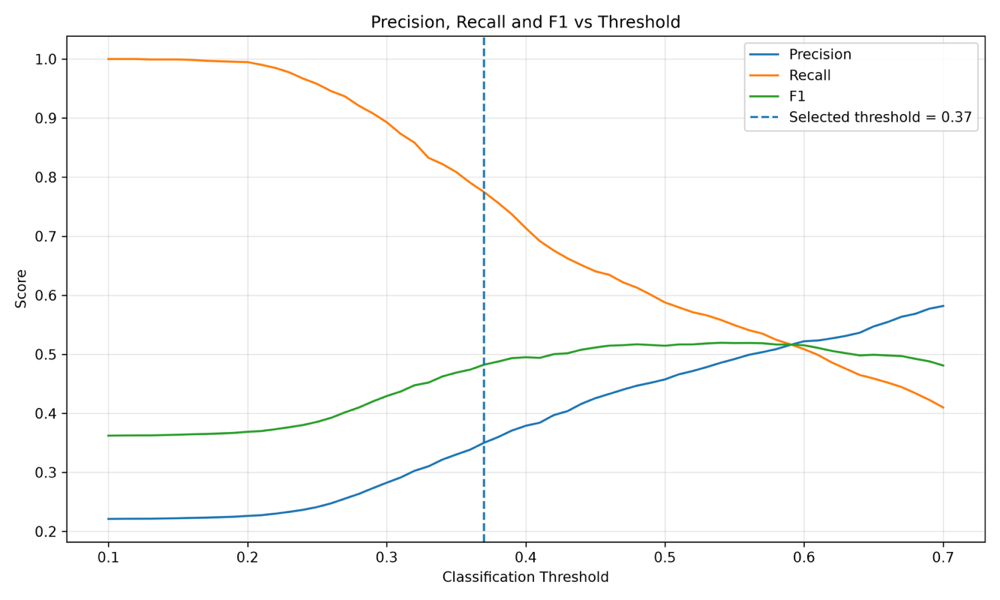 Precision, Recall and F1 vs Threshold
Precision
Recall
F1
Selected threshold = 0.37
Score
1.0
0.9
0.8
0.7
0.6
0.5
0.4
0.3
0.2
0.1 0.2 0.3 0.4 0.5 0.6 0.7
Classification Threshold